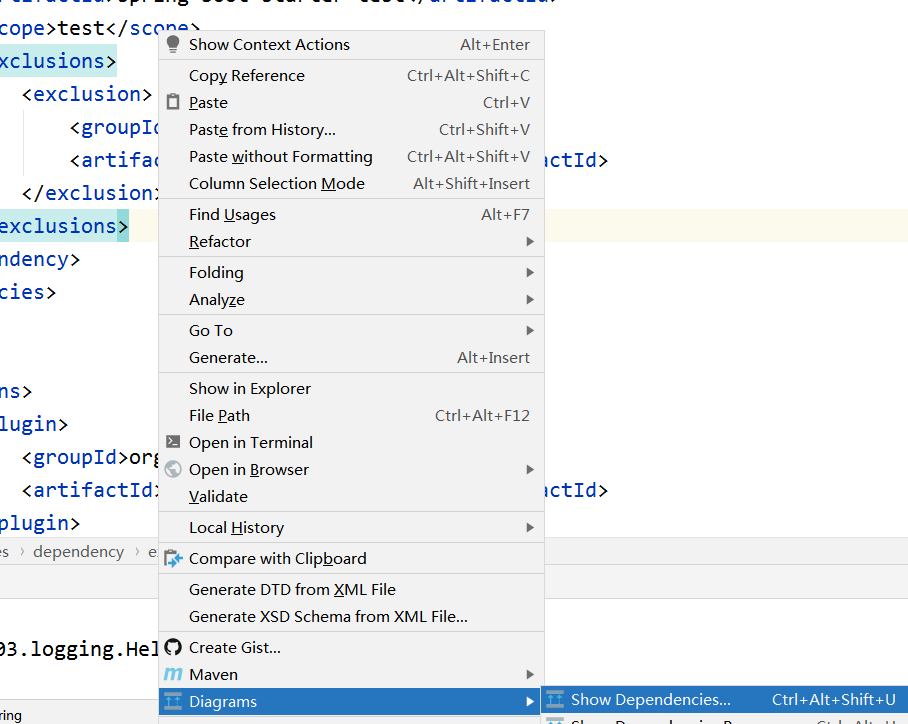 test</scope>
xclusions>
<exclusion>
<groupId
<artifac
actId>
</exclusion>
exclusions>
ndency>
cies>
ns>
lugin>
<groupId>org
<artifactId>
actId>
plugin>
es > dependency > e
03.logging.Hel
ring
Show Context Actions Alt+Enter
Copy Reference Ctrl+Alt+Shift+C
Paste Ctrl+V
Paste from History... Ctrl+Shift+V
Paste without Formatting Ctrl+Alt+Shift+V
Column Selection Mode Alt+Shift+Insert
Find Usages Alt+F7
Refactor
Folding
Analyze
Go To
Generate... Alt+Insert
Show in Explorer
File Path Ctrl+Alt+F12
Open in Terminal
Open in Browser
Validate
Local History
Compare with Clipboard
Generate DTD from XML File
Generate XSD Schema from XML File...
Create Gist...
Maven
Diagrams
Show Dependencies... Ctrl+Alt+Shift+U